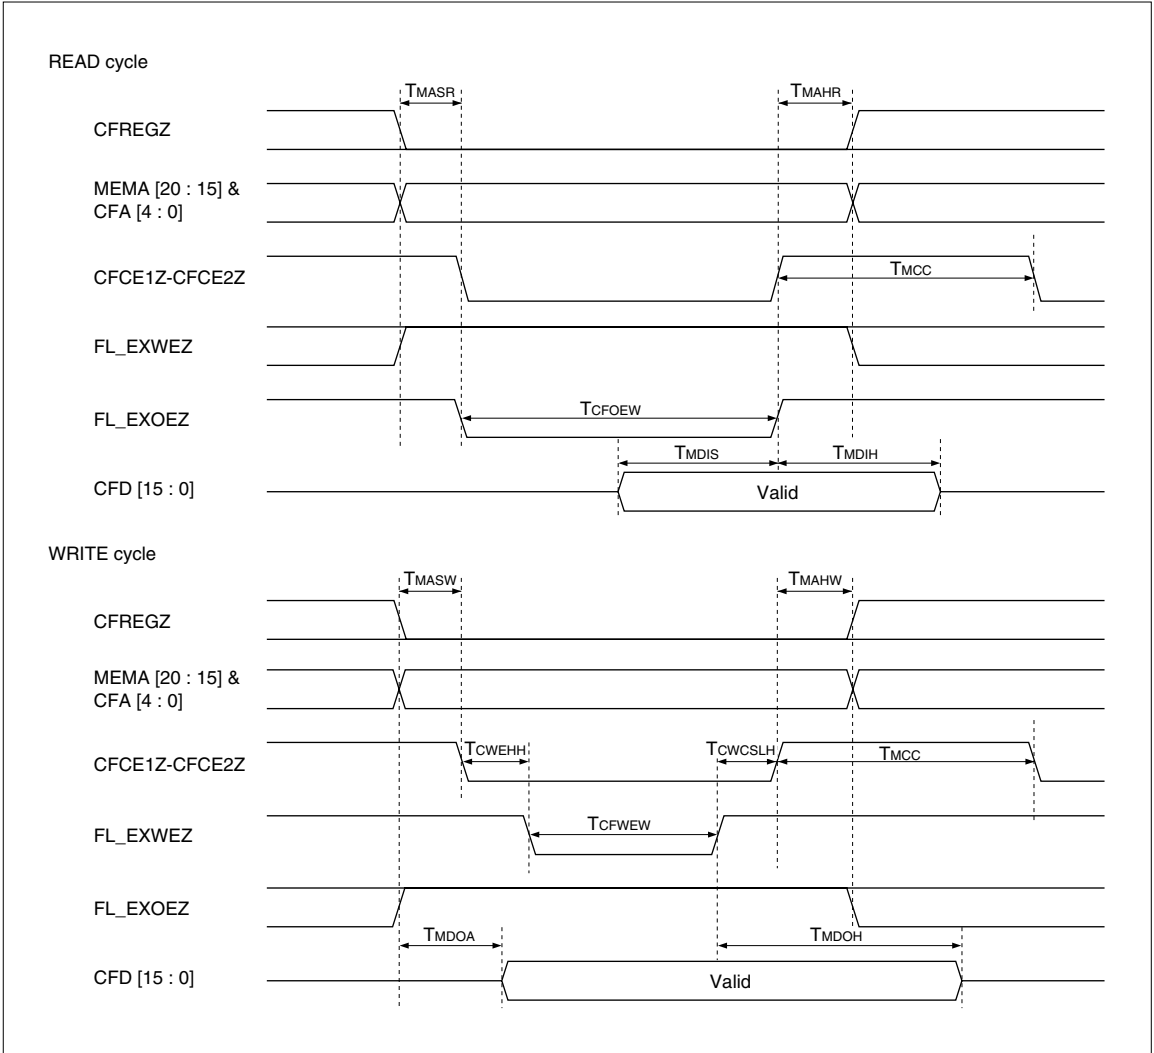 READ cycle
TMASR
TMAHR
CFREGZ
MEMA [20 : 15] &
CFA [4 : 0]
CFCE1Z-CFCE2Z
TMCC
FL_EXWEZ
FL_EXOEZ
TCFOEW
TMDIS
TMDIH
CFD [15 : 0]
Valid
WRITE cycle
TMASW
TMAHW
CFREGZ
MEMA [20 : 15] &
CFA [4 : 0]
TCWEHH
TCWCSLH
CFCE1Z-CFCE2Z
TMCC
FL_EXWEZ
TCFWEW
FL_EXOEZ
TMDOA
TMDOH
CFD [15 : 0]
Valid